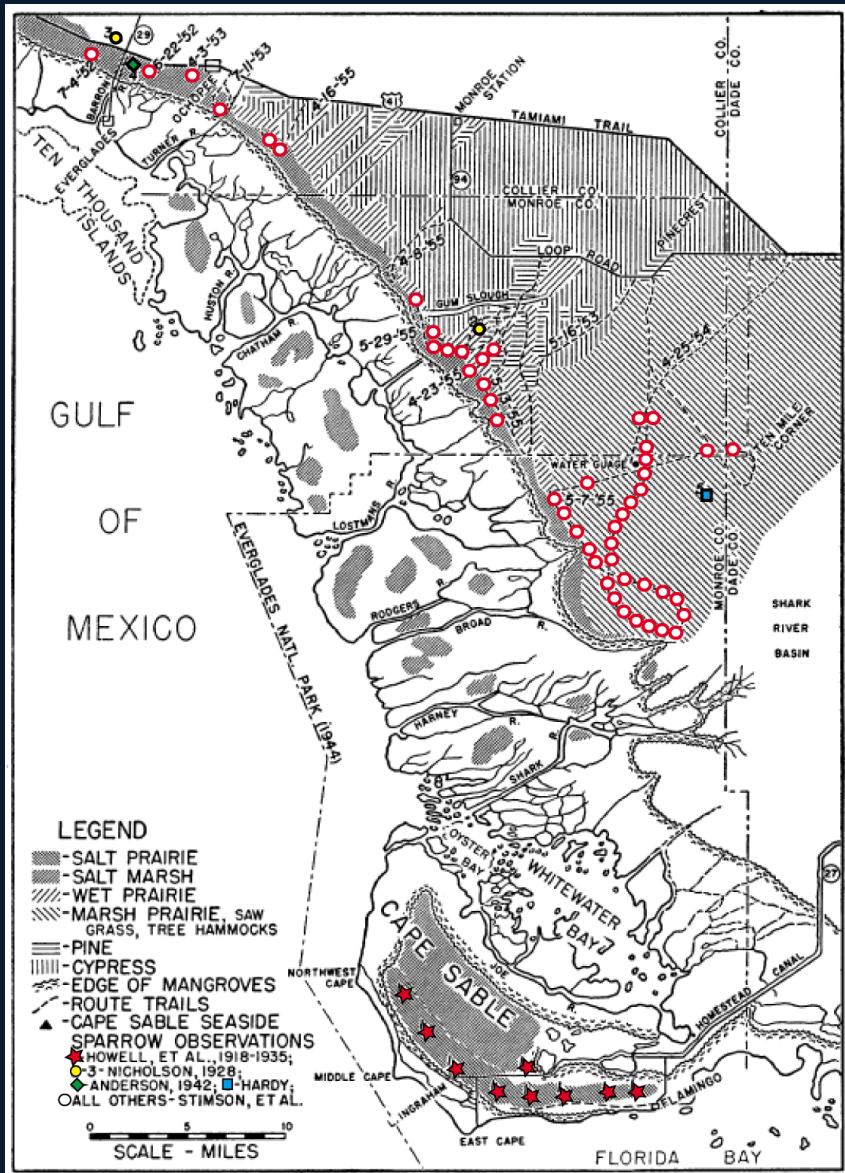 3
29
7-4-'52
6-22-'52
4-3-'53
7-11-'53
4-16-'55
BARRON
R.
OCHOPEE
EVERGLADES
TURNER R.
TEN
THOUSAND
ISLANDS
41
MONROE
STATION
TAMIAMI TRAIL
COLLIER CO.
DADE CO.
94
COLLIER CO.
MONROE CO.
LOOP ROAD
PINECREST
HUSTON R.
CHATHAM R.
4-8-'55
GUM SLOUGH
5-29-'55
4-23-'55
5-3-'55
5-16-'53
4-25-'54
TEN MILE
CORNER
WATER GUAGE
5-7-'55
GULF
OF
MEXICO
LOSTMANS R.
EVERGLADES NATL. PARK (1944)
RODGERS R.
BROAD R.
MONROE CO.
DADE CO.
SHARK
RIVER
BASIN
HARNEY R.
SHARK R.
OYSTER
BAY
WHITEWATER
BAY
27
LEGEND
-SALT PRAIRIE
-SALT MARSH
-WET PRAIRIE
-MARSH PRAIRIE, SAW
GRASS, TREE HAMMOCKS
-PINE
-CYPRESS
-EDGE OF MANGROVES
-ROUTE TRAILS
-CAPE SABLE SEASIDE
SPARROW OBSERVATIONS
HOWELL, ET AL., 1918-1935;
-3-NICHOLSON, 1928;
-ANDERSON, 1942; -HARDY;
ALL OTHERS-STIMSON, ET AL.
0 5 10
SCALE - MILES
CAPE SABLE
NORTHWEST
CAPE
JOE R.
HOMESTEAD CANAL
MIDDLE CAPE
INGRAHAM
FLAMINGO
EAST CAPE
FLORIDA BAY